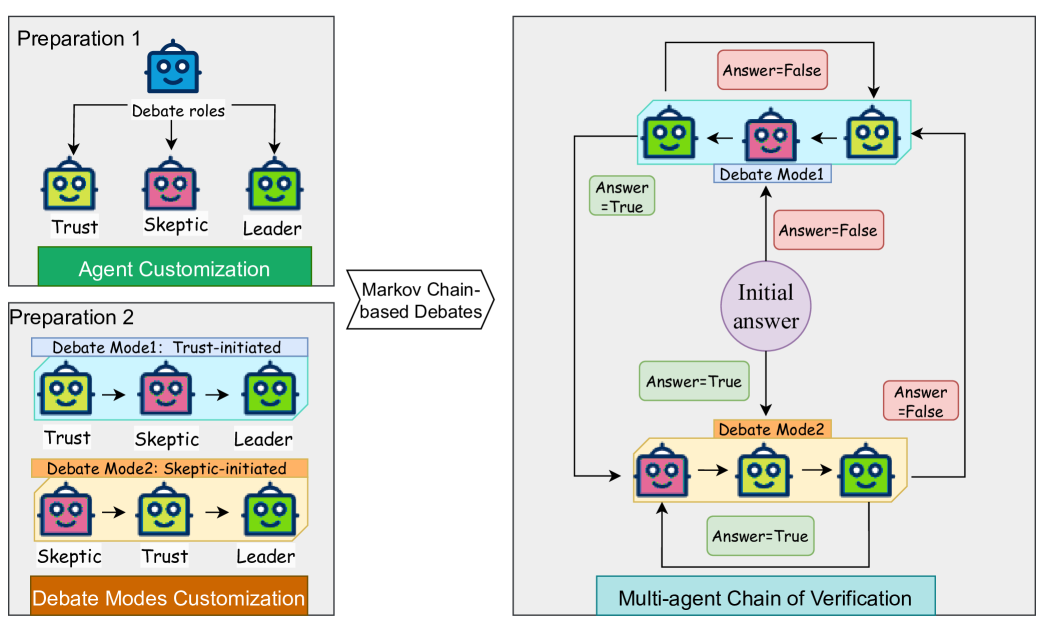 Preparation 1
Debate roles
Trust
Skeptic
Leader
Agent Customization
Preparation 2
Debate Mode1: Trust-initiated
Trust
Skeptic
Leader
Debate Mode2: Skeptic-initiated
Skeptic
Trust
Leader
Debate Modes Customization
Markov Chain-
based Debates
Answer=False
Debate Mode1
Answer
=True
Answer=False
Initial
answer
Answer=True
Answer
=False
Debate Mode2
Answer=True
Multi-agent Chain of Verification